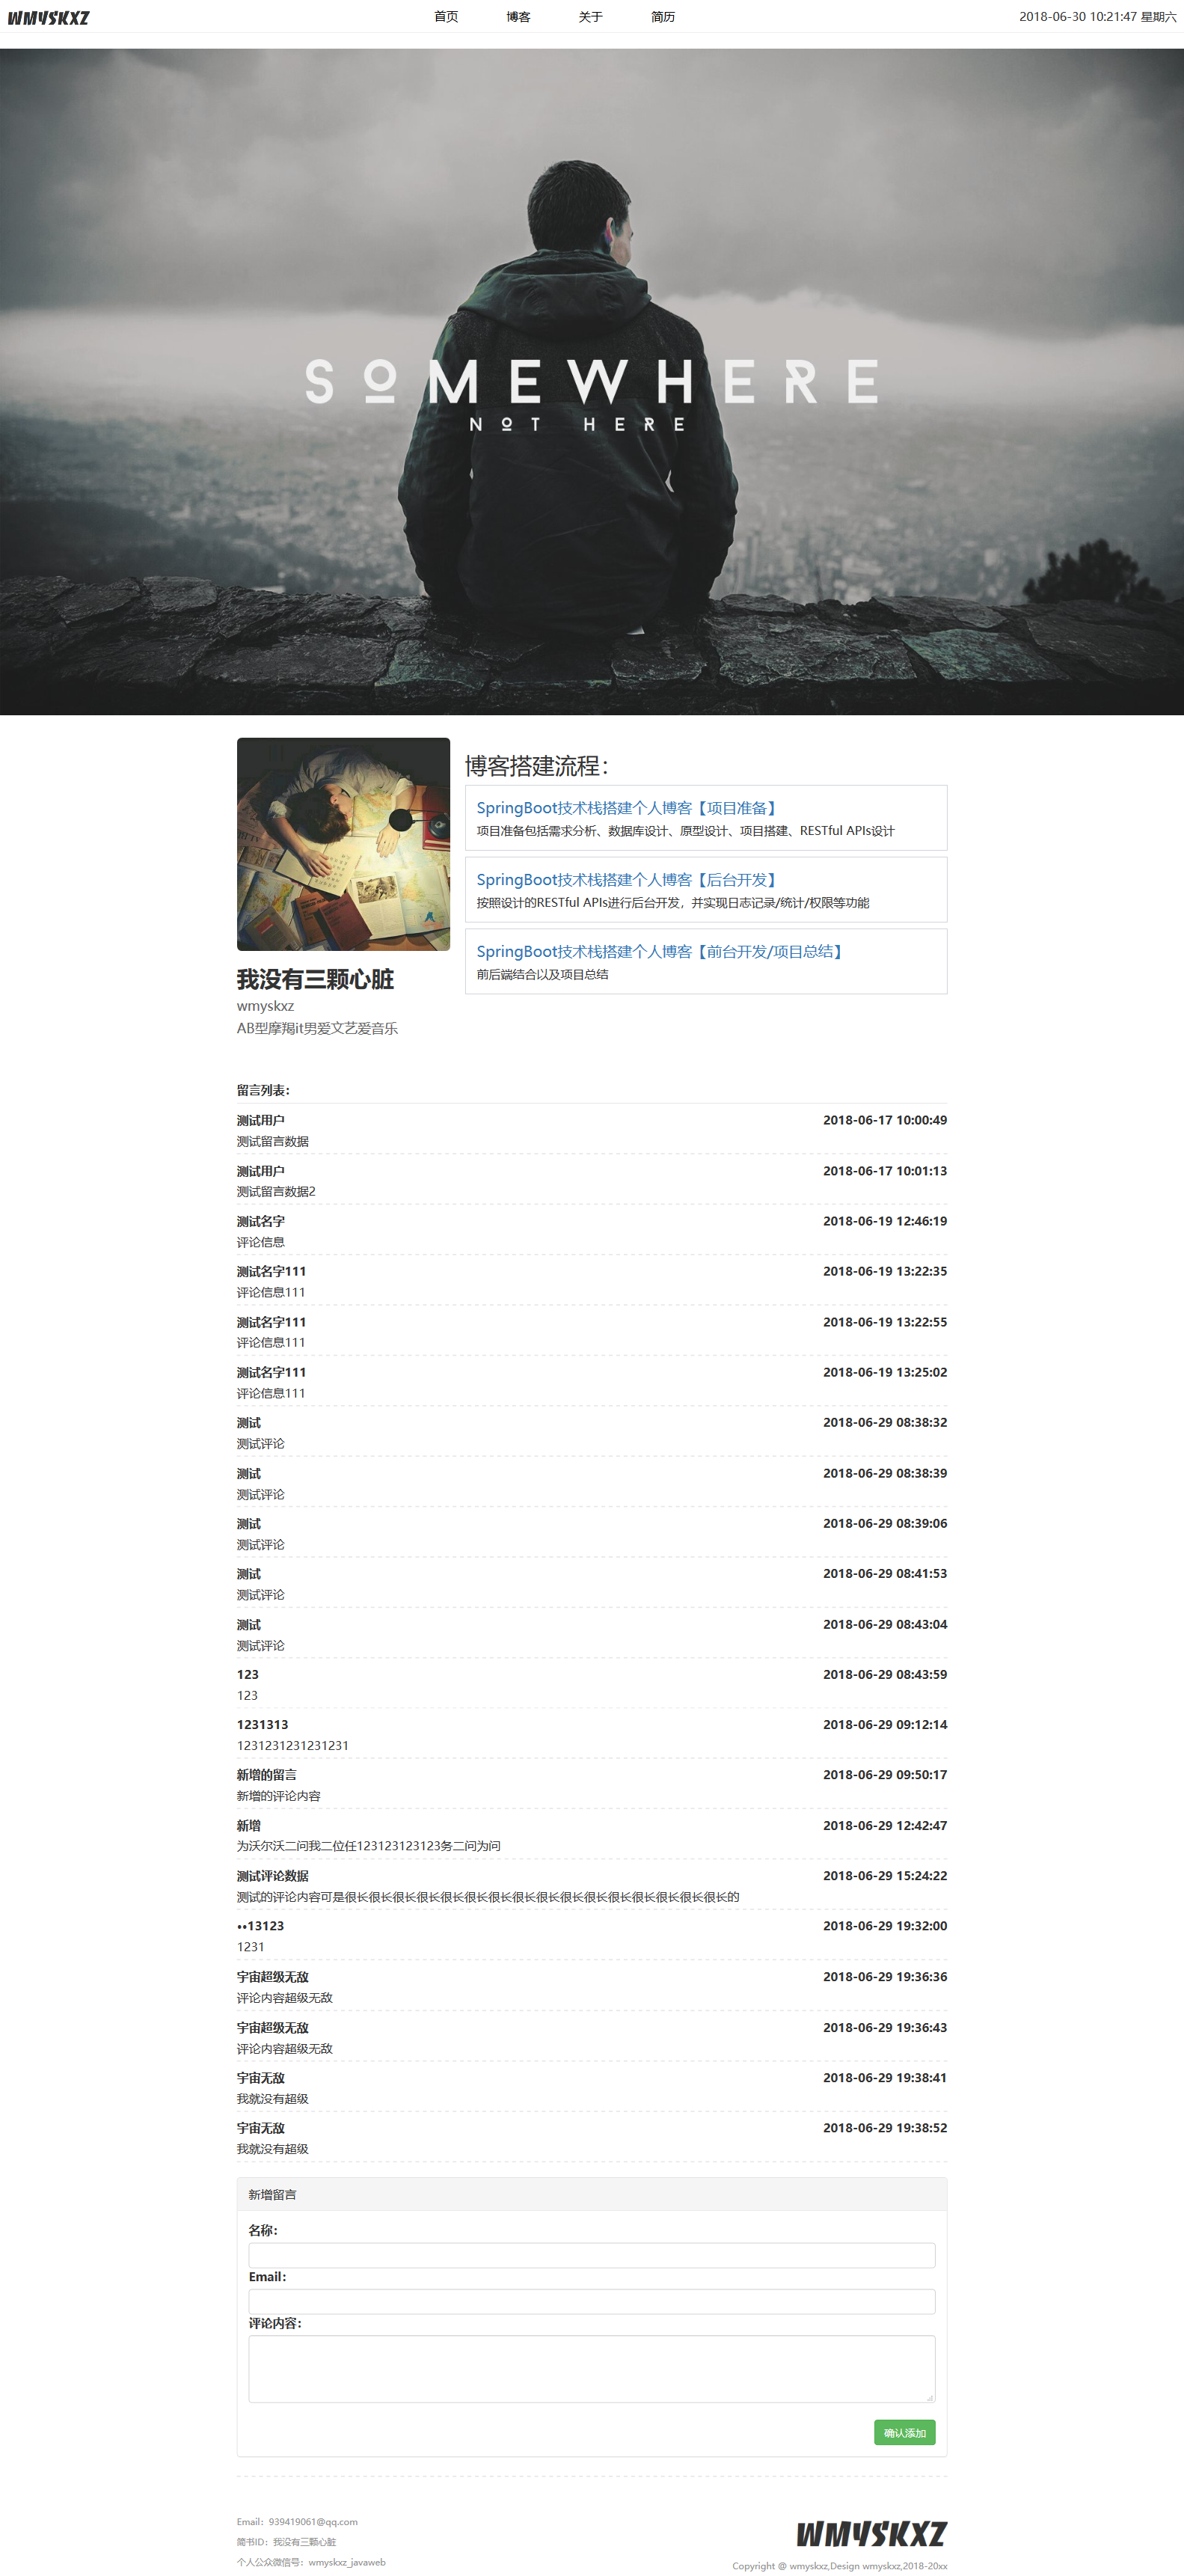 WMYSKXZ 首页 博客 关于 简历 2018-06-30 10:21:47 星期六
SOMEWHERE
NOT HERE
博客搭建流程：
SpringBoot技术栈搭建个人博客【项目准备】
项目准备包括需求分析、数据库设计、原型设计、项目搭建、RESTful APIs设计
SpringBoot技术栈搭建个人博客【后台开发】
按照设计的RESTful APIs进行后台开发，并实现日志记录/统计/权限等功能
SpringBoot技术栈搭建个人博客【前台开发/项目总结】
前后端结合以及项目总结
我没有三颗心脏
wmyskxz
AB型摩羯it男爱文艺爱音乐
留言列表：
测试用户 2018-06-17 10:00:49
测试留言数据
测试用户 2018-06-17 10:01:13
测试留言数据2
测试名字 2018-06-19 12:46:19
评论信息
测试名字111 2018-06-19 13:22:35
评论信息111
测试名字111 2018-06-19 13:22:55
评论信息111
测试名字111 2018-06-19 13:25:02
评论信息111
测试 2018-06-29 08:38:32
测试评论
测试 2018-06-29 08:38:39
测试评论
测试 2018-06-29 08:39:06
测试评论
测试 2018-06-29 08:41:53
测试评论
测试 2018-06-29 08:43:04
测试评论
123 2018-06-29 08:43:59
123
1231313 2018-06-29 09:12:14
1231231231231231
新增的留言 2018-06-29 09:50:17
新增的评论内容
新增 2018-06-29 12:42:47
为沃尔沃二问我二位任123123123123务二问为问
测试评论数据 2018-06-29 15:24:22
测试的评论内容可是很长很长很长很长很长很长很长很长很长很长很长很长很长很长很长很长的
••13123 2018-06-29 19:32:00
1231
宇宙超级无敌 2018-06-29 19:36:36
评论内容超级无敌
宇宙超级无敌 2018-06-29 19:36:43
评论内容超级无敌
宇宙无敌 2018-06-29 19:38:41
我就没有超级
宇宙无敌 2018-06-29 19:38:52
我就没有超级
新增留言
名称：
Email：
评论内容：
确认添加
Email：939419061@qq.com
简书ID：我没有三颗心脏
个人公众微信号：wmyskxz_javaweb
WMYSKXZ
Copyright @ wmyskxz,Design wmyskxz,2018-20xx